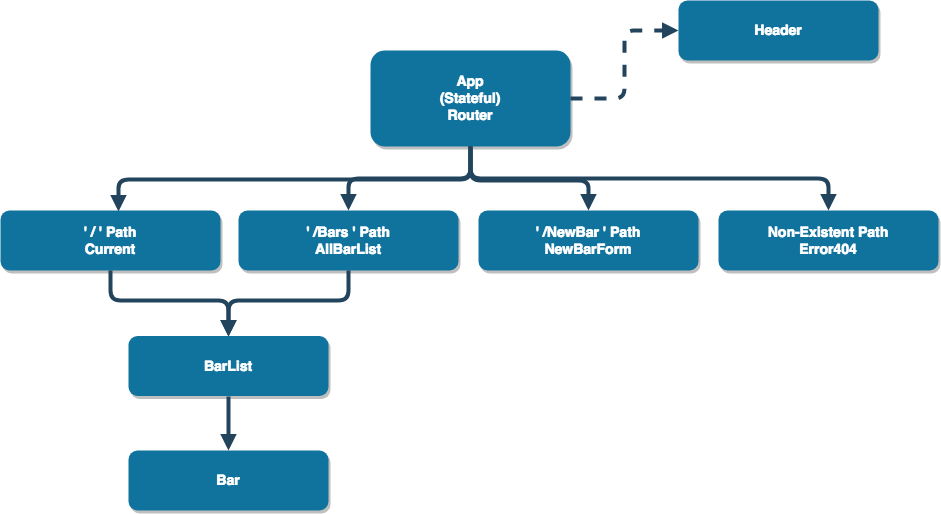 Header
App
(Stateful)
Router
' / ' Path
Current
' /Bars ' Path
AllBarList
' /NewBar ' Path
NewBarForm
Non-Existent Path
Error404
BarList
Bar